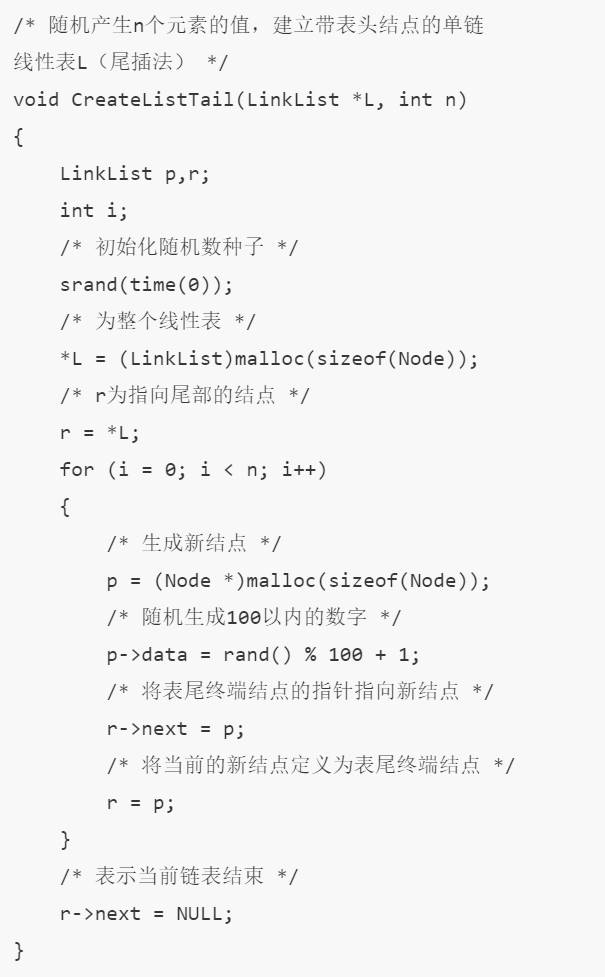 /* 随机产生n个元素的值，建立带表头结点的单链
线性表L（尾插法） */
void CreateListTail(LinkList *L, int n)
{
    LinkList p,r;
    int i;
    /* 初始化随机数种子 */
    srand(time(0));
    /* 为整个线性表 */
    *L = (LinkList)malloc(sizeof(Node));
    /* r为指向尾部的结点 */
    r = *L;
    for (i = 0; i < n; i++)
    {
        /* 生成新结点 */
        p = (Node *)malloc(sizeof(Node));
        /* 随机生成100以内的数字 */
        p->data = rand() % 100 + 1;
        /* 将表尾终端结点的指针指向新结点 */
        r->next = p;
        /* 将当前的新结点定义为表尾终端结点 */
        r = p;
    }
    /* 表示当前链表结束 */
    r->next = NULL;
}